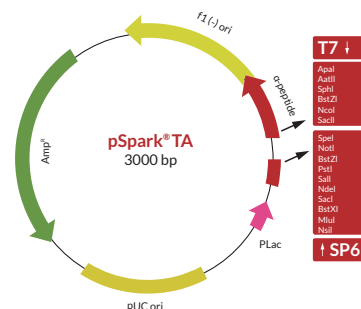 f1 (-) ori
α-peptide
T7 ↓
ApaI
AatII
SphI
BstZI
NcoI
SacII
SpeI
NotI
BstZI
PstI
SalI
NdeI
SacI
BstXI
MluI
NsiI
↑ SP6
AmpR
pSpark®TA
3000 bp
PLac
pUC ori